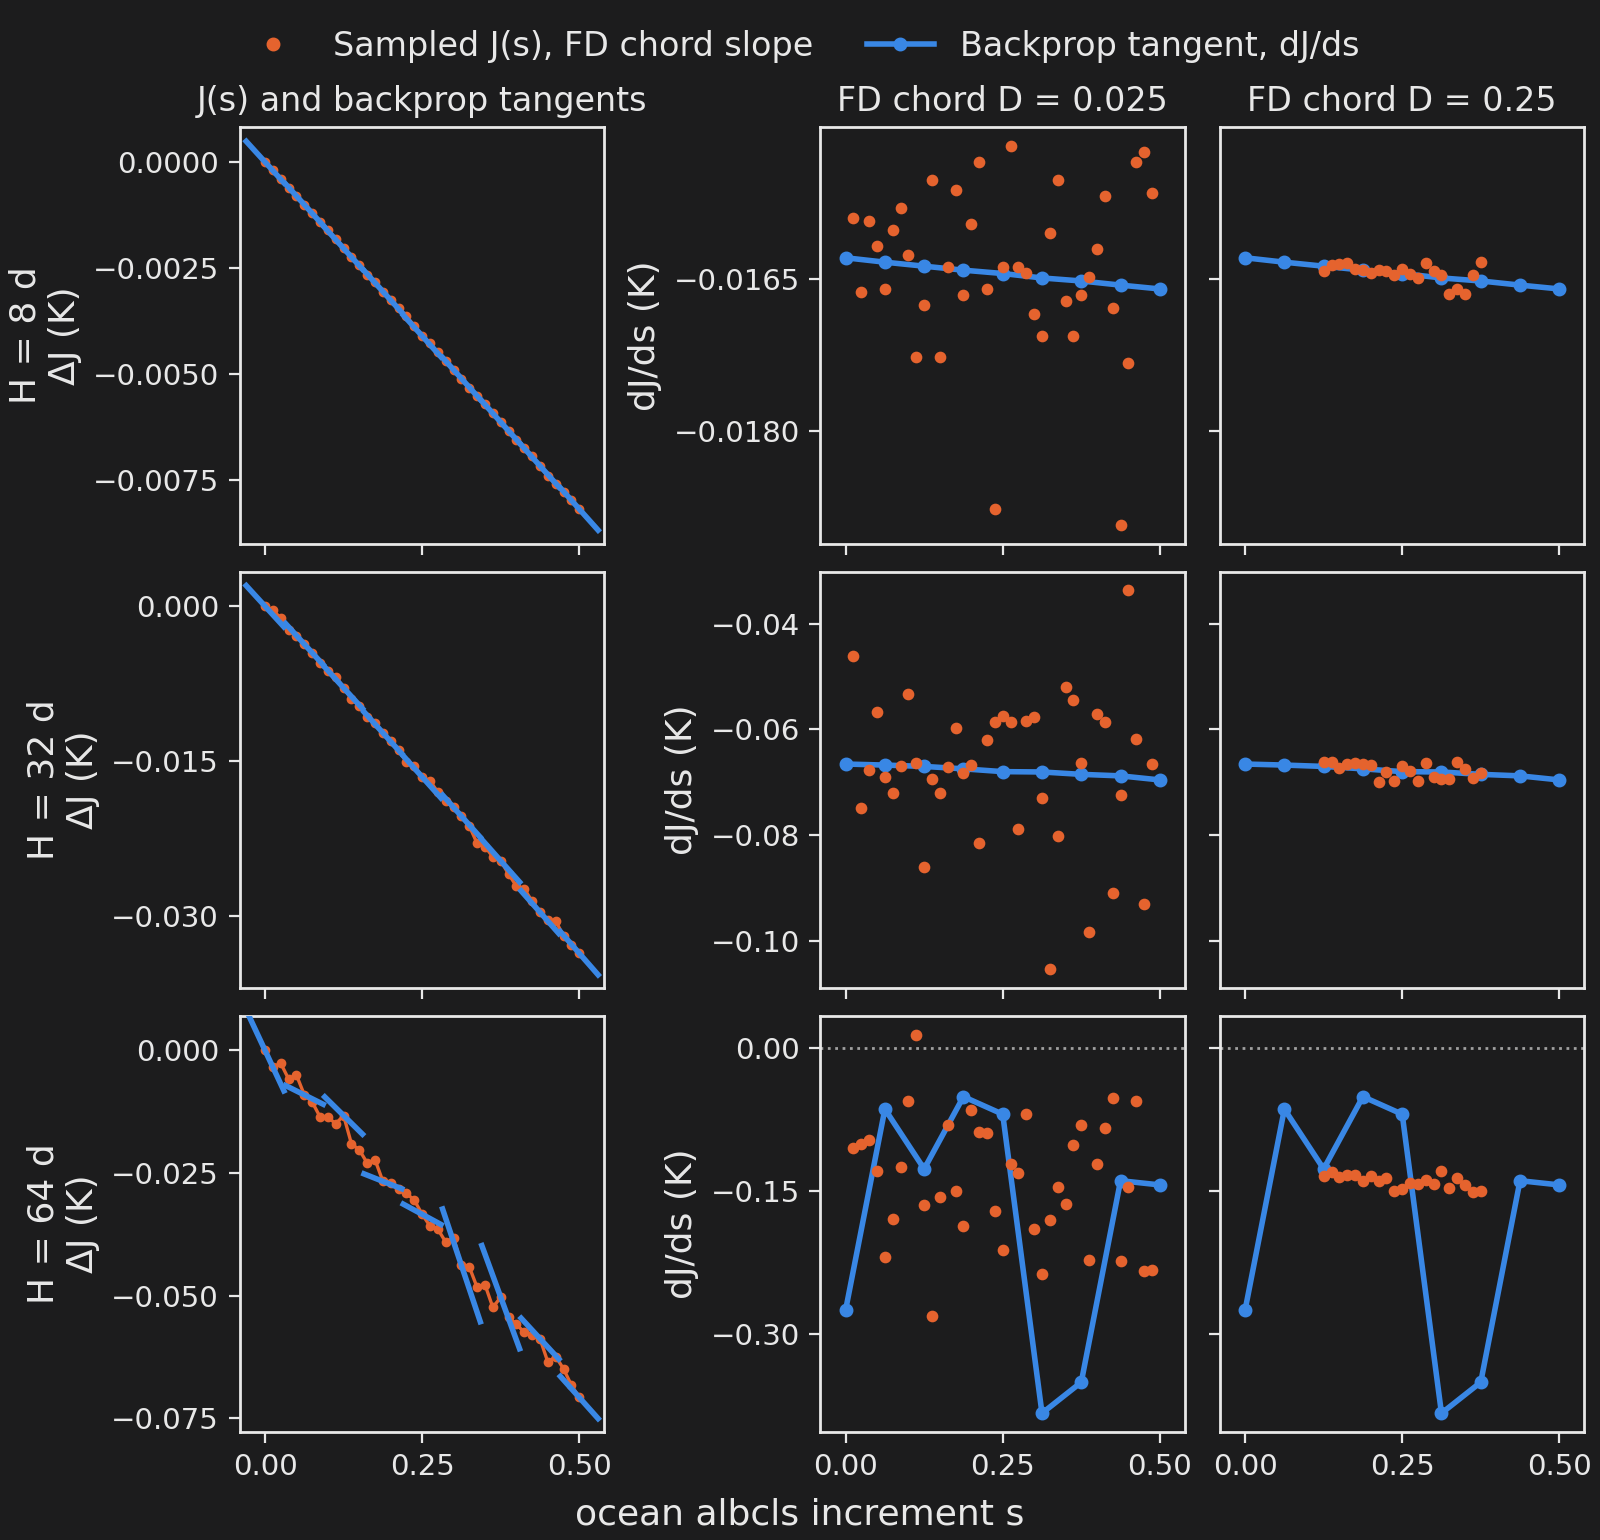 Sampled J(s), FD chord slope
Backprop tangent, dJ/ds
J(s) and backprop tangents
FD chord D = 0.025
FD chord D = 0.25
H = 8 d
ΔJ (K)
0.0000
−0.0025
−0.0050
−0.0075
dJ/ds (K)
−0.0165
−0.0180
H = 32 d
ΔJ (K)
0.000
−0.015
−0.030
dJ/ds (K)
−0.04
−0.06
−0.08
−0.10
H = 64 d
ΔJ (K)
0.000
−0.025
−0.050
−0.075
dJ/ds (K)
0.00
−0.15
−0.30
0.00 0.25 0.50
0.00 0.25 0.50
0.00 0.25 0.50
ocean albcls increment s